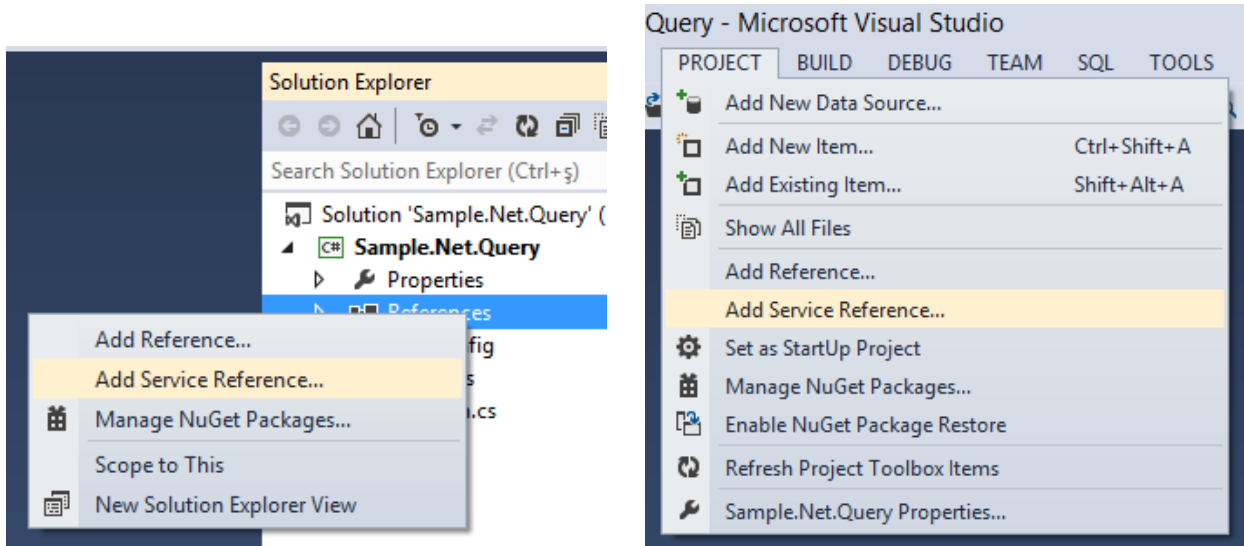 Solution Explorer
Search Solution Explorer (Ctrl+ş)
Solution 'Sample.Net.Query' (
C# Sample.Net.Query
Properties
References
fig
s
.cs
Add Reference...
Add Service Reference...
Manage NuGet Packages...
Scope to This
New Solution Explorer View
Query - Microsoft Visual Studio
PROJECT BUILD DEBUG TEAM SQL TOOLS
Add New Data Source...
Add New Item... Ctrl+Shift+A
Add Existing Item... Shift+Alt+A
Show All Files
Add Reference...
Add Service Reference...
Set as StartUp Project
Manage NuGet Packages...
Enable NuGet Package Restore
Refresh Project Toolbox Items
Sample.Net.Query Properties...